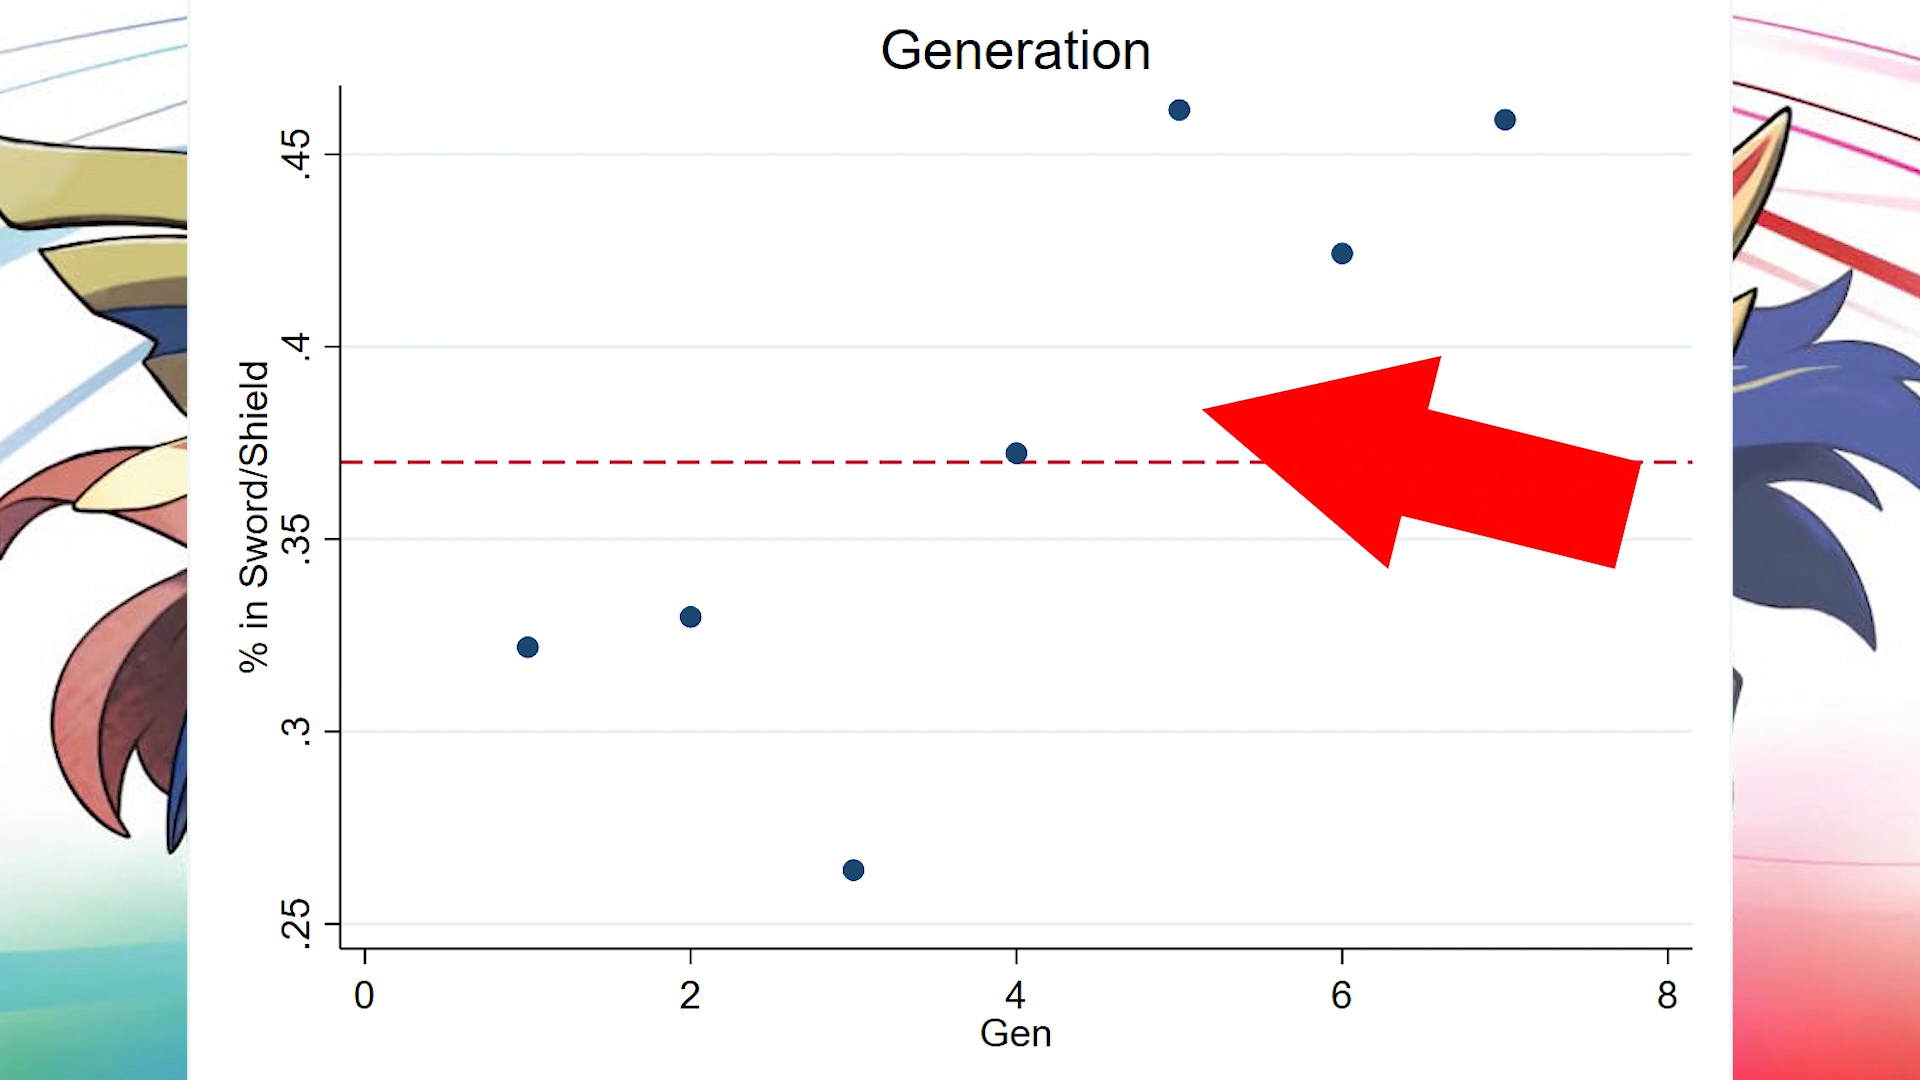 Generation
% in Sword/Shield
.45
.4
.35
.3
.25
0 2 4 6 8
Gen